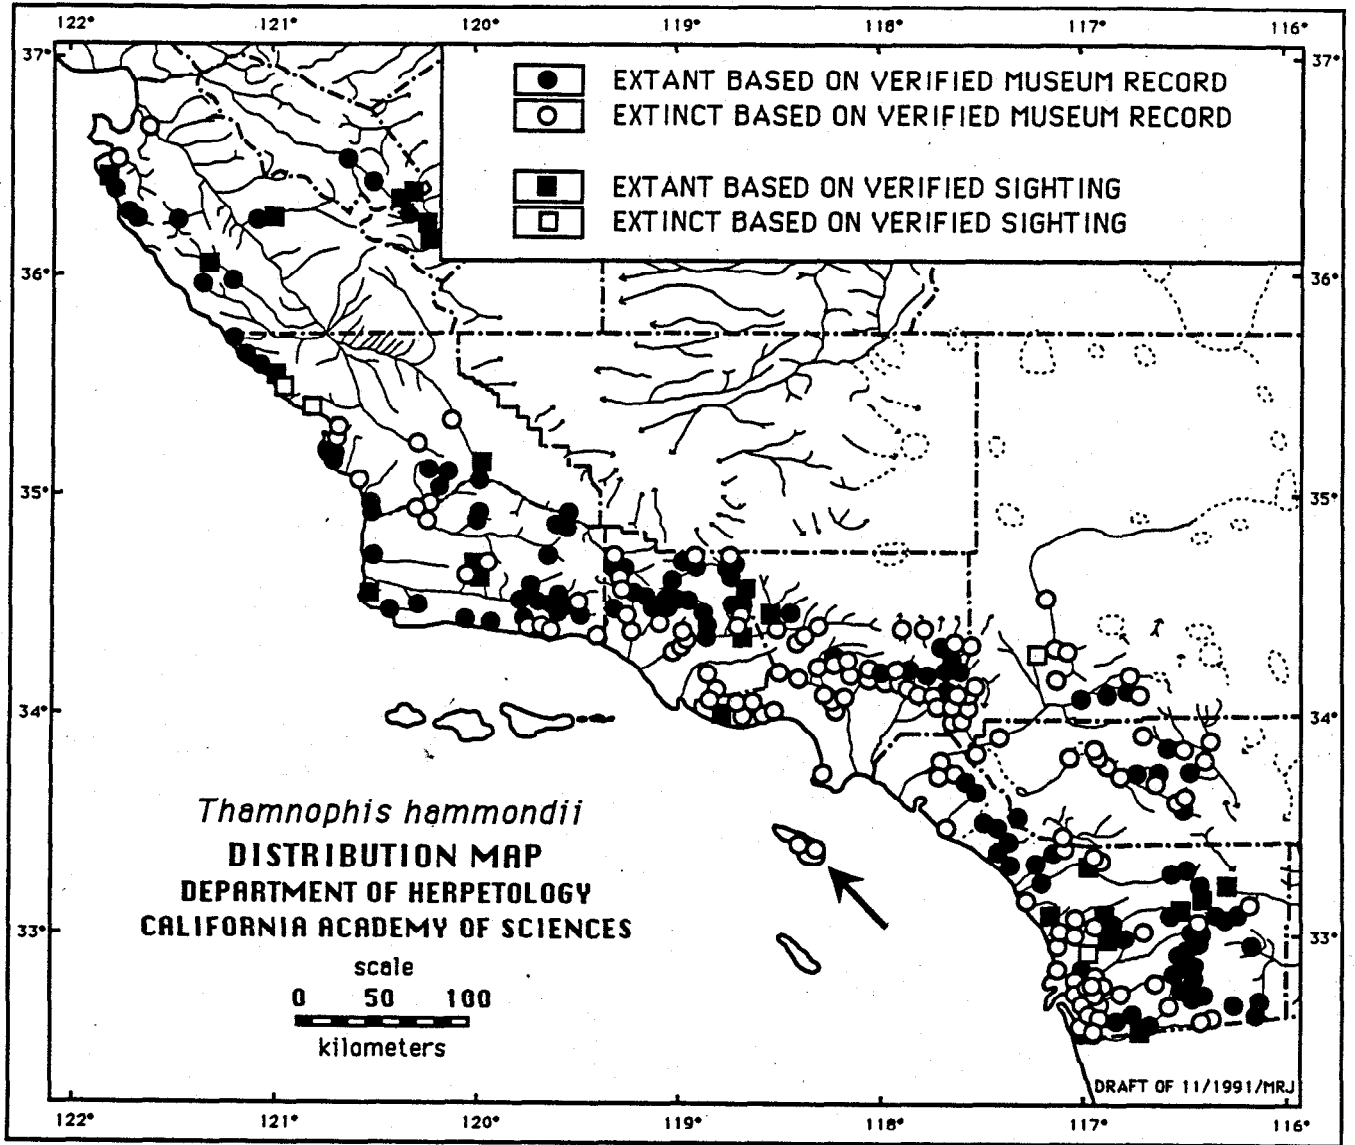 122° 121° 120° 119° 118° 117° 116°
37° 37°
EXTANT BASED ON VERIFIED MUSEUM RECORD
EXTINCT BASED ON VERIFIED MUSEUM RECORD
EXTANT BASED ON VERIFIED SIGHTING
EXTINCT BASED ON VERIFIED SIGHTING
36° 36°
35° 35°
34° 34°
Thamnophis hammondii
DISTRIBUTION MAP
DEPARTMENT OF HERPETOLOGY
CALIFORNIA ACADEMY OF SCIENCES
33° 33°
scale
0 50 100
kilometers
DRAFT OF 11/1991/MRJ
122° 121° 120° 119° 118° 117° 116°